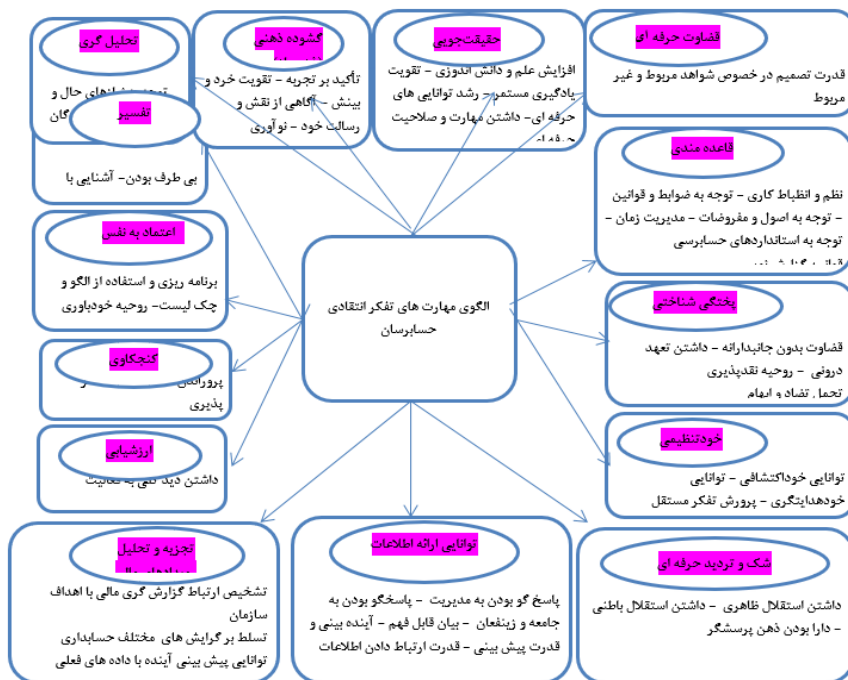 قضاوت حرفه ای
قدرت تصمیم در خصوص شواهد مربوط و غیر
مربوط
حقیقت‌جویی
افزایش علم و دانش اندوزی – تقویت
یادگیری مستمر – رشد توانایی های
حرفه ای- داشتن مهارت و صلاحیت
حرفه ای
گشوده ذهنی
تأکید بر تجربه – تقویت خرد و
بینش – آگاهی از نقش و
رسالت خود – نوآوری
تحلیل گری
حال و
گان
تفسیر
بی طرف بودن- آشنایی با
قاعده مندی
نظم و انظباط کاری – توجه به ضوابط و قوانین
– توجه به اصول و مفروضات – مدیریت زمان –
توجه به استانداردهای حسابرسی
اعتماد به نفس
برنامه ریزی و استفاده از الگو و
چک لیست- روحیه خودباوری
الگوی مهارت های تفکر انتقادی
حسابرسان
پختگی شناختی
قضاوت بدون جانبدارانه – داشتن تعهد
درونی – روحیه نقدپذیری
تحمل تضاد و ابهام
کنجکاوی
پذیری
خودتنظیمی
توانایی خوداکتشافی – توانایی
خودهدایتگری – پرورش تفکر مستقل
ارزشیابی
داشتن دید
شک و تردید حرفه ای
داشتن استقلال ظاهری – داشتن استقلال باطنی
– دارا بودن ذهن پرسشگر
توانایی ارائه اطلاعات
پاسخ گو بودن به مدیریت – پاسخگو بودن به
جامعه و زینفعان – بیان قابل فهم – آینده بینی و
قدرت پیش بینی – قدرت ارتباط دادن اطلاعات
تجزیه و تحلیل
تشخیص ارتباط گزارش گری مالی با اهداف
سازمان
تسلط بر گرایش های مختلف حسابداری
توانایی پیش بینی آینده با داده های فعلی